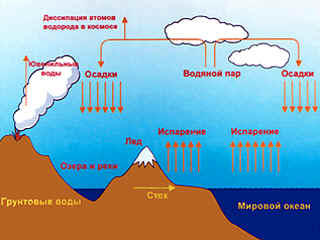 Диссипация атомов
водорода в космосе
Ювенильные
воды
Осадки
Водяной пар
Осадки
Испарение
Испарение
Лед
Озера и реки
Сток
Грунтовые воды
Мировой океан